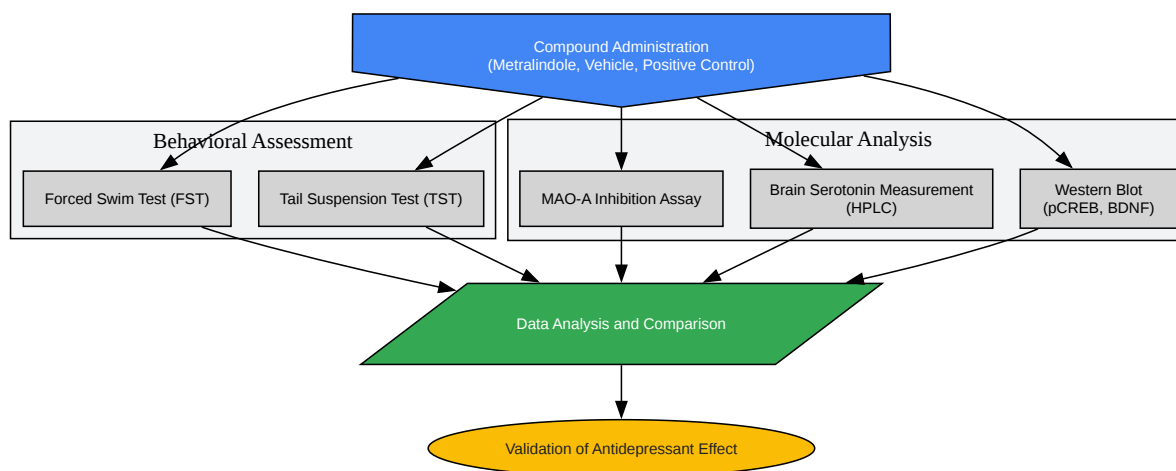 Compound Administration
(Metralindole, Vehicle, Positive Control)
Behavioral Assessment
Molecular Analysis
Forced Swim Test (FST)
Tail Suspension Test (TST)
MAO-A Inhibition Assay
Brain Serotonin Measurement
(HPLC)
Western Blot
(pCREB, BDNF)
Data Analysis and Comparison
Validation of Antidepressant Effect